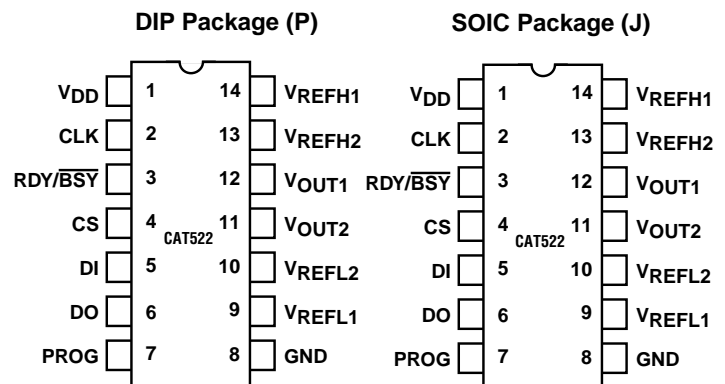 DIP Package (P)
SOIC Package (J)
VDD 1 14 VREFH1
CLK 2 13 VREFH2
RDY/BSY 3 12 VOUT1
CS 4 11 VOUT2
CAT522
DI 5 10 VREFL2
DO 6 9 VREFL1
PROG 7 8 GND
VDD 1 14 VREFH1
CLK 2 13 VREFH2
RDY/BSY 3 12 VOUT1
CS 4 11 VOUT2
CAT522
DI 5 10 VREFL2
DO 6 9 VREFL1
PROG 7 8 GND